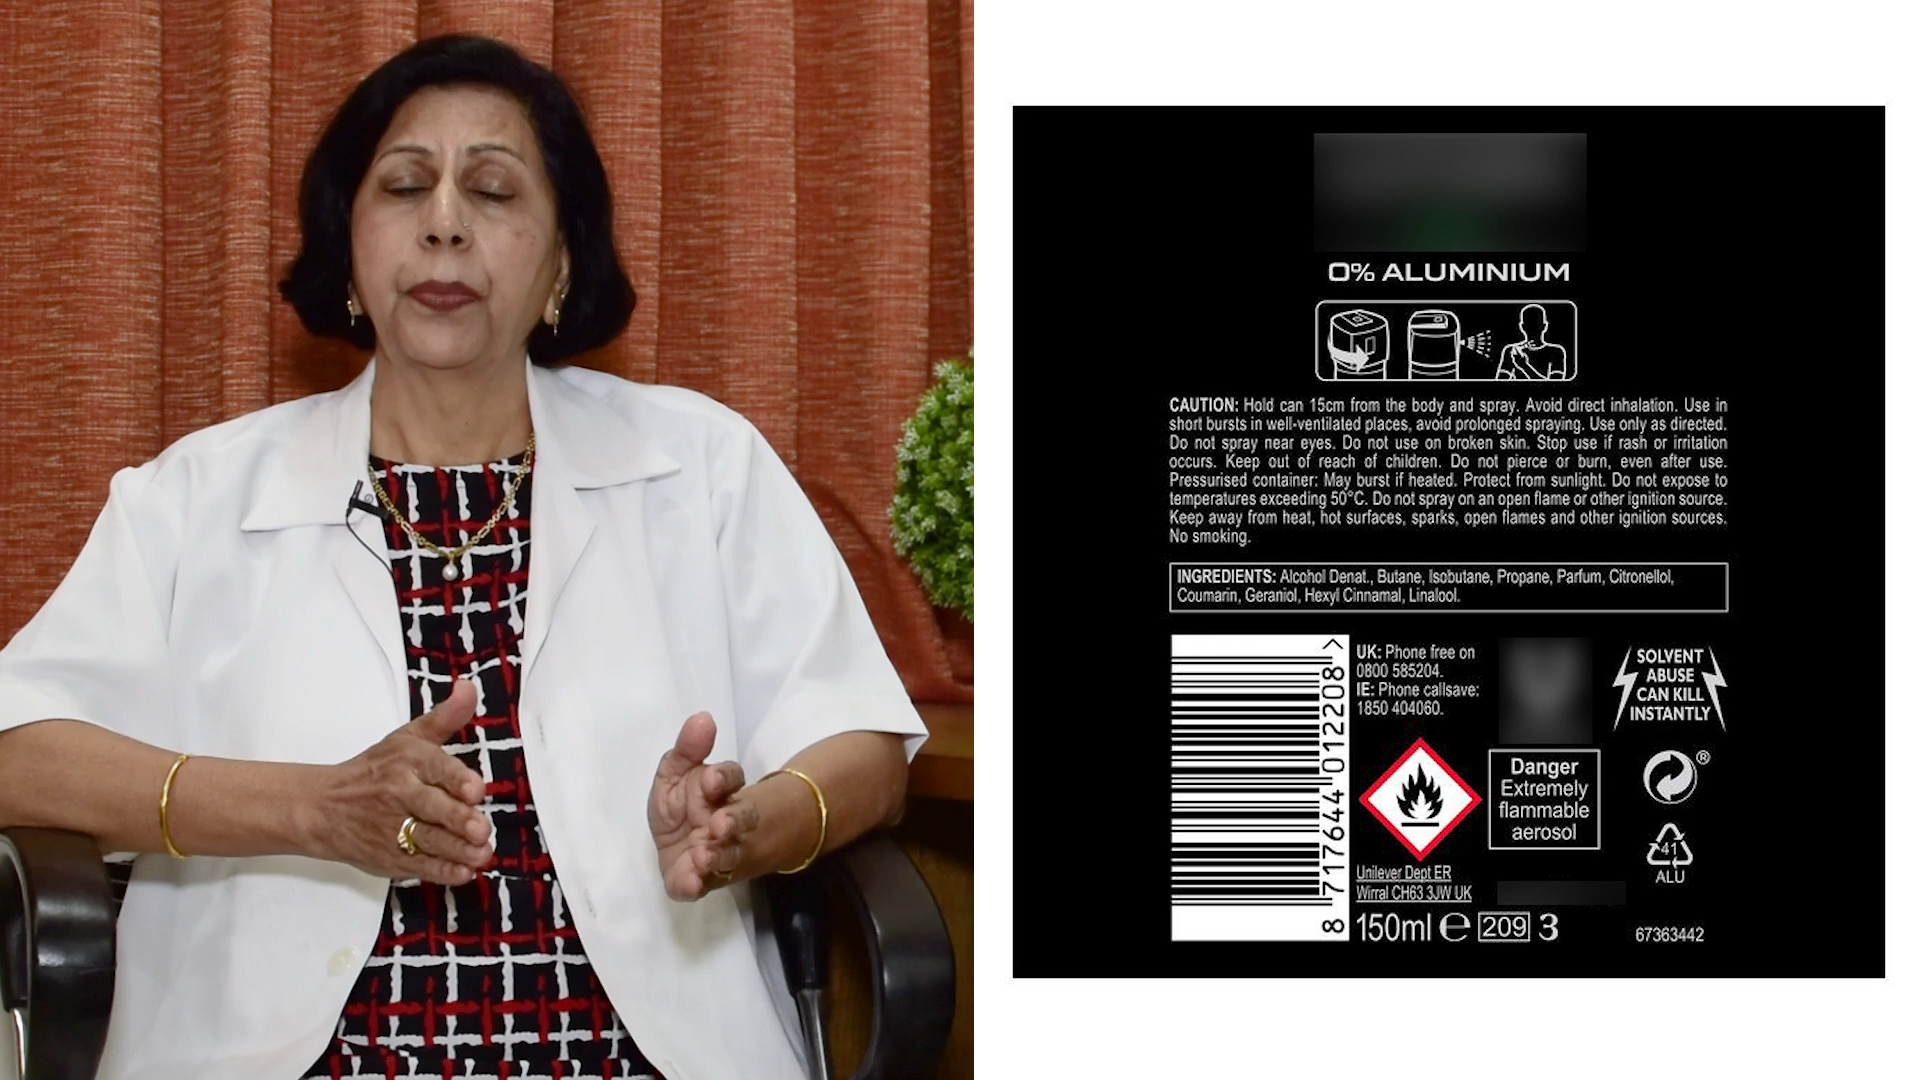 0% ALUMINIUM
CAUTION: Hold can 15cm from the body and spray. Avoid direct inhalation. Use in
short bursts in well-ventilated places, avoid prolonged spraying. Use only as directed.
Do not spray near eyes. Do not use on broken skin. Stop use if rash or irritation
occurs. Keep out of reach of children. Do not pierce or burn, even after use.
Pressurised container: May burst if heated. Protect from sunlight. Do not expose to
temperatures exceeding 50°C. Do not spray on an open flame or other ignition source.
Keep away from heat, hot surfaces, sparks, open flames and other ignition sources.
No smoking.
INGREDIENTS: Alcohol Denat., Butane, Isobutane, Propane, Parfum, Citronellol,
Coumarin, Geraniol, Hexyl Cinnamal, Linalool.
8 717644 012208 >
UK: Phone free on
0800 585204.
IE: Phone callsave:
1850 404060.
SOLVENT
ABUSE
CAN KILL
INSTANTLY
Danger
Extremely
flammable
aerosol
®
41
ALU
Unilever Dept ER
Wirral CH63 3JW UK
150ml e 209 3
67363442